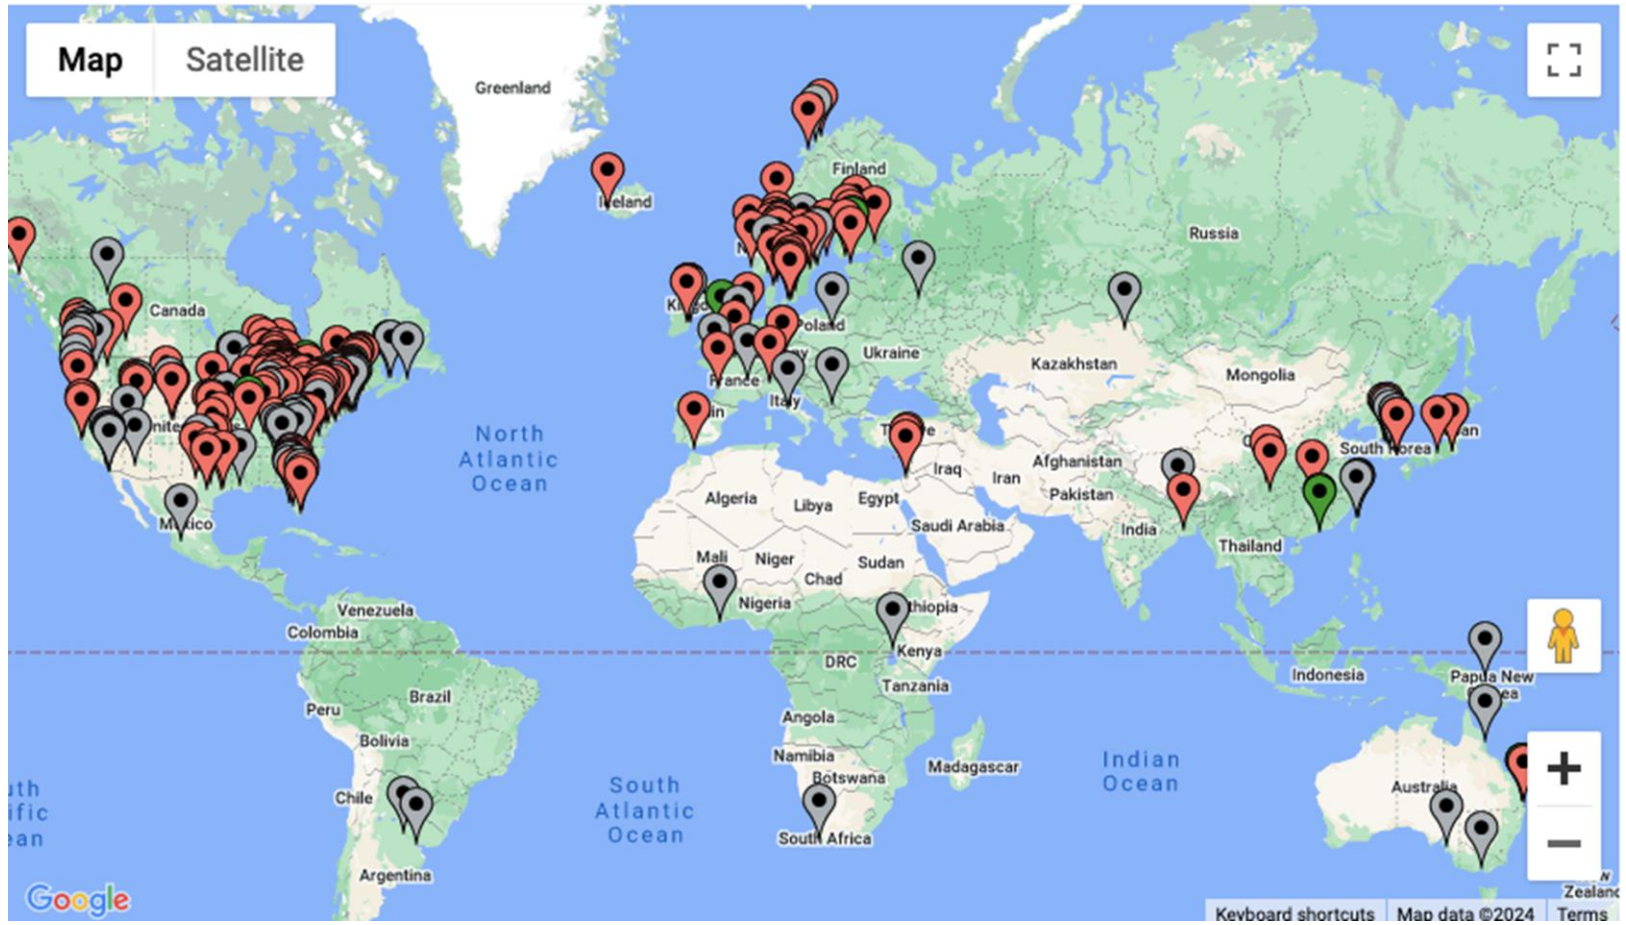 Map
Satellite
Greenland
Finland
Iceland
Russia
Canada
Poland
Ukraine
Kazakhstan
Mongolia
France
Italy
North
Atlantic
Ocean
South Korea
Afghanistan
Iraq
Iran
Algeria
Libya
Egypt
Pakistan
Saudi Arabia
India
Thailand
Mexico
Mali
Niger
Sudan
Chad
Nigeria
Ethiopia
Venezuela
Colombia
DRC
Kenya
Indonesia
Papua New
Tanzania
Brazil
Peru
Angola
Bolivia
Namibia
Botswana
Madagascar
Indian
Ocean
South
Atlantic
Ocean
Chile
Australia
South Africa
Argentina
Google
Zealand
Keyboard shortcuts
Map data ©2024
Terms